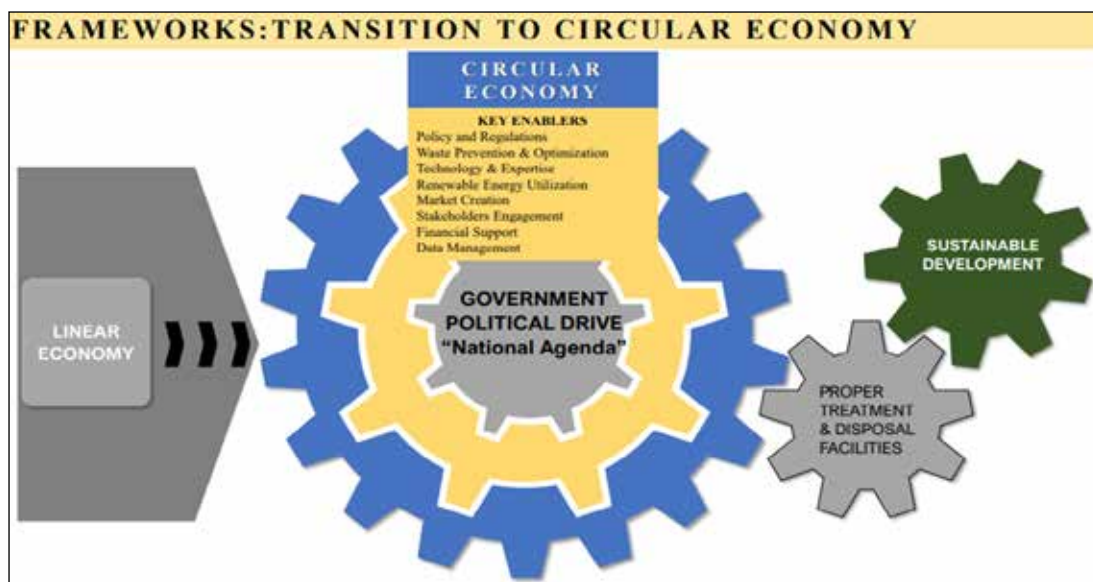 FRAMEWORKS:TRANSITION TO CIRCULAR ECONOMY
CIRCULAR
ECONOMY
KEY ENABLERS
Policy and Regulations
Waste Prevention & Optimization
Technology & Expertise
Renewable Energy Utilization
Market Creation
Stakeholders Engagement
Financial Support
Data Management
LINEAR
ECONOMY
GOVERNMENT
POLITICAL DRIVE
“National Agenda”
SUSTAINABLE
DEVELOPMENT
PROPER
TREATMENT
& DISPOSAL
FACILITIES